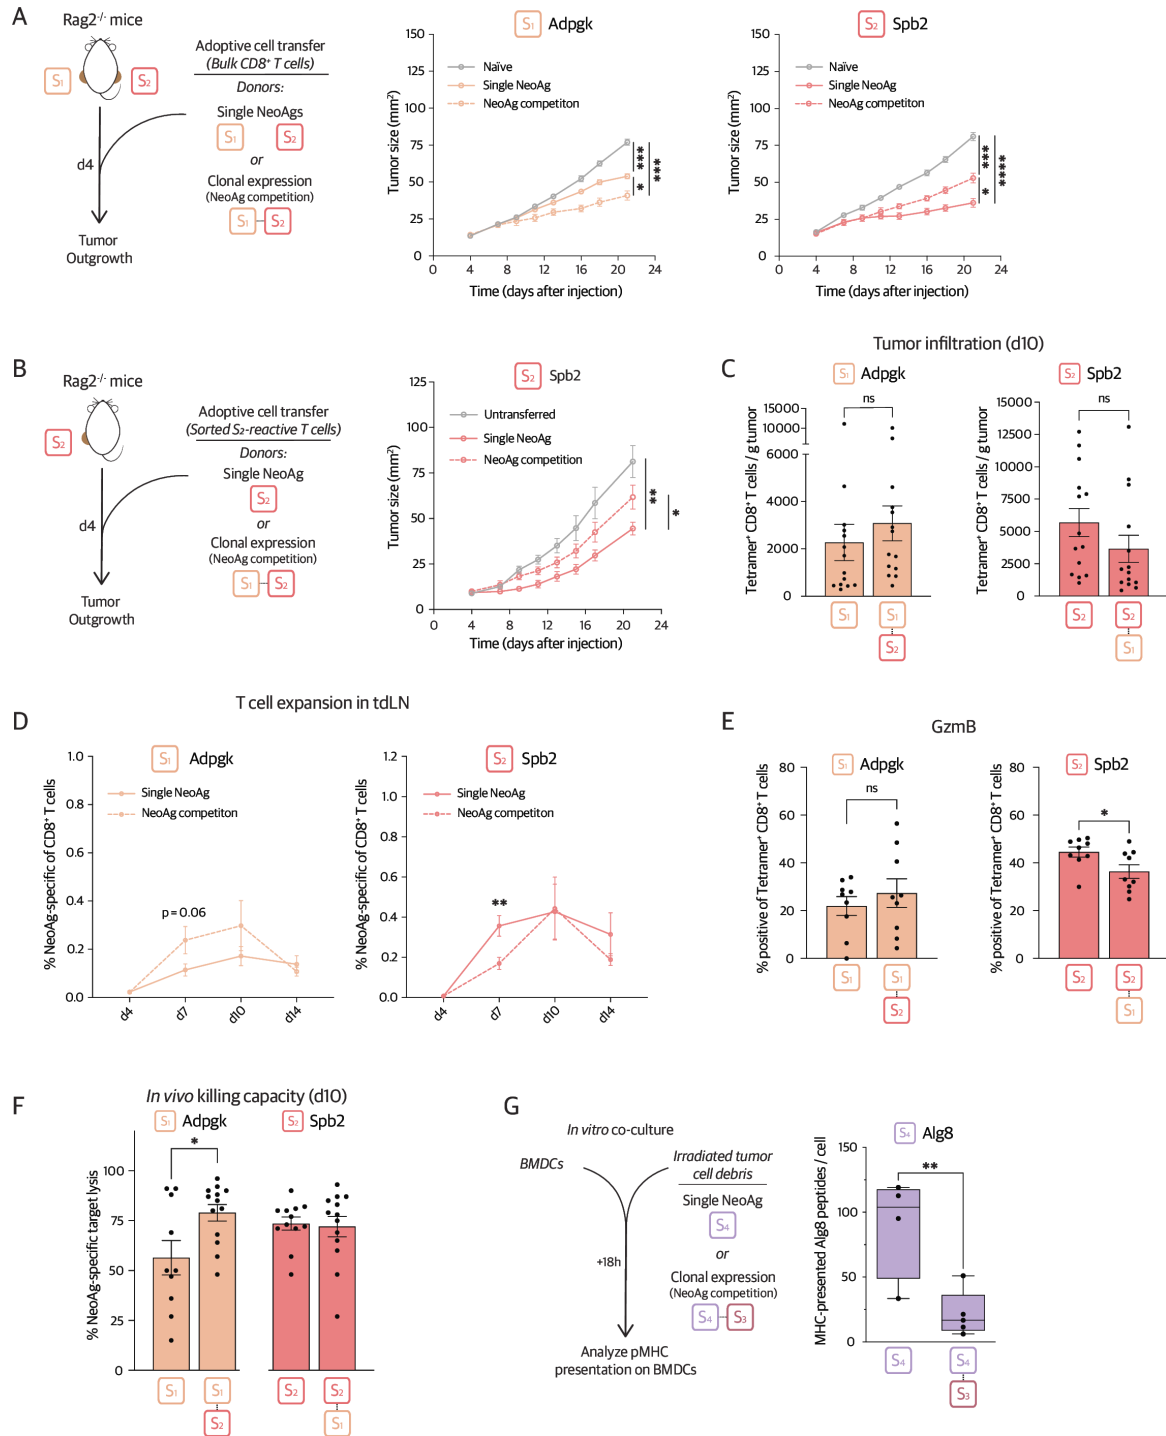 A
Rag2-/- mice
S1
S2
Adoptive cell transfer
(Bulk CD8+ T cells)
Donors:
Single NeoAgs
S1
S2
or
Clonal expression
(NeoAg competition)
S1
S2
d4
Tumor
Outgrowth
S1 Adpgk
Tumor size (mm2)
150
125
100
75
50
25
0
Naïve
Single NeoAg
NeoAg competiton
***
*
***
0 4 8 12 16 20 24
Time (days after injection)
S2 Spb2
Tumor size (mm2)
150
125
100
75
50
25
0
Naïve
Single NeoAg
NeoAg competition
***
*
****
0 4 8 12 16 20 24
Time (days after injection)
B
Rag2-/- mice
S2
Adoptive cell transfer
(Sorted S2-reactive T cells)
Donors:
Single NeoAg
S2
or
Clonal expression
(NeoAg competition)
S1
S2
d4
Tumor
Outgrowth
S2 Spb2
Tumor size (mm2)
125
100
75
50
25
0
Untransferred
Single NeoAg
NeoAg competition
**
*
0 4 8 12 16 20 24
Time (days after injection)
C
Tumor infiltration (d10)
S1 Adpgk
Tetramer+ CD8+ T cells / g tumor
15000
10000
6000
4000
2000
0
ns
S1
S1
S2
S2 Spb2
Tetramer+ CD8+ T cells / g tumor
15000
12500
10000
7500
5000
2500
0
ns
S2
S2
S1
D
T cell expansion in tdLN
S1 Adpgk
% NeoAg-specific of CD8+ T cells
1.0
0.8
0.6
0.4
0.2
0.0
Single NeoAg
NeoAg competiton
p = 0.06
d4 d7 d10 d14
S2 Spb2
% NeoAg-specific of CD8+ T cells
1.2
1.0
0.8
0.6
0.4
0.2
0.0
Single NeoAg
NeoAg competiton
**
d4 d7 d10 d14
E
GzmB
S1 Adpgk
% positive of Tetramer+ CD8+ T cells
80
60
40
20
0
ns
S1
S1
S2
S2 Spb2
% positive of Tetramer+ CD8+ T cells
80
60
40
20
0
*
S2
S2
S1
F
In vivo killing capacity (d10)
S1 Adpgk
S2 Spb2
% NeoAg-specific target lysis
100
75
50
25
0
*
S1
S1
S2
S2
S2
S1
G
In vitro co-culture
BMDCs
Irradiated tumor
cell debris
Single NeoAg
S4
or
Clonal expression
(NeoAg competition)
S4
S3
+18h
Analyze pMHC
presentation on BMDCs
S4 Alg8
MHC-presented Alg8 peptides / cell
150
100
50
0
**
S4
S4
S3